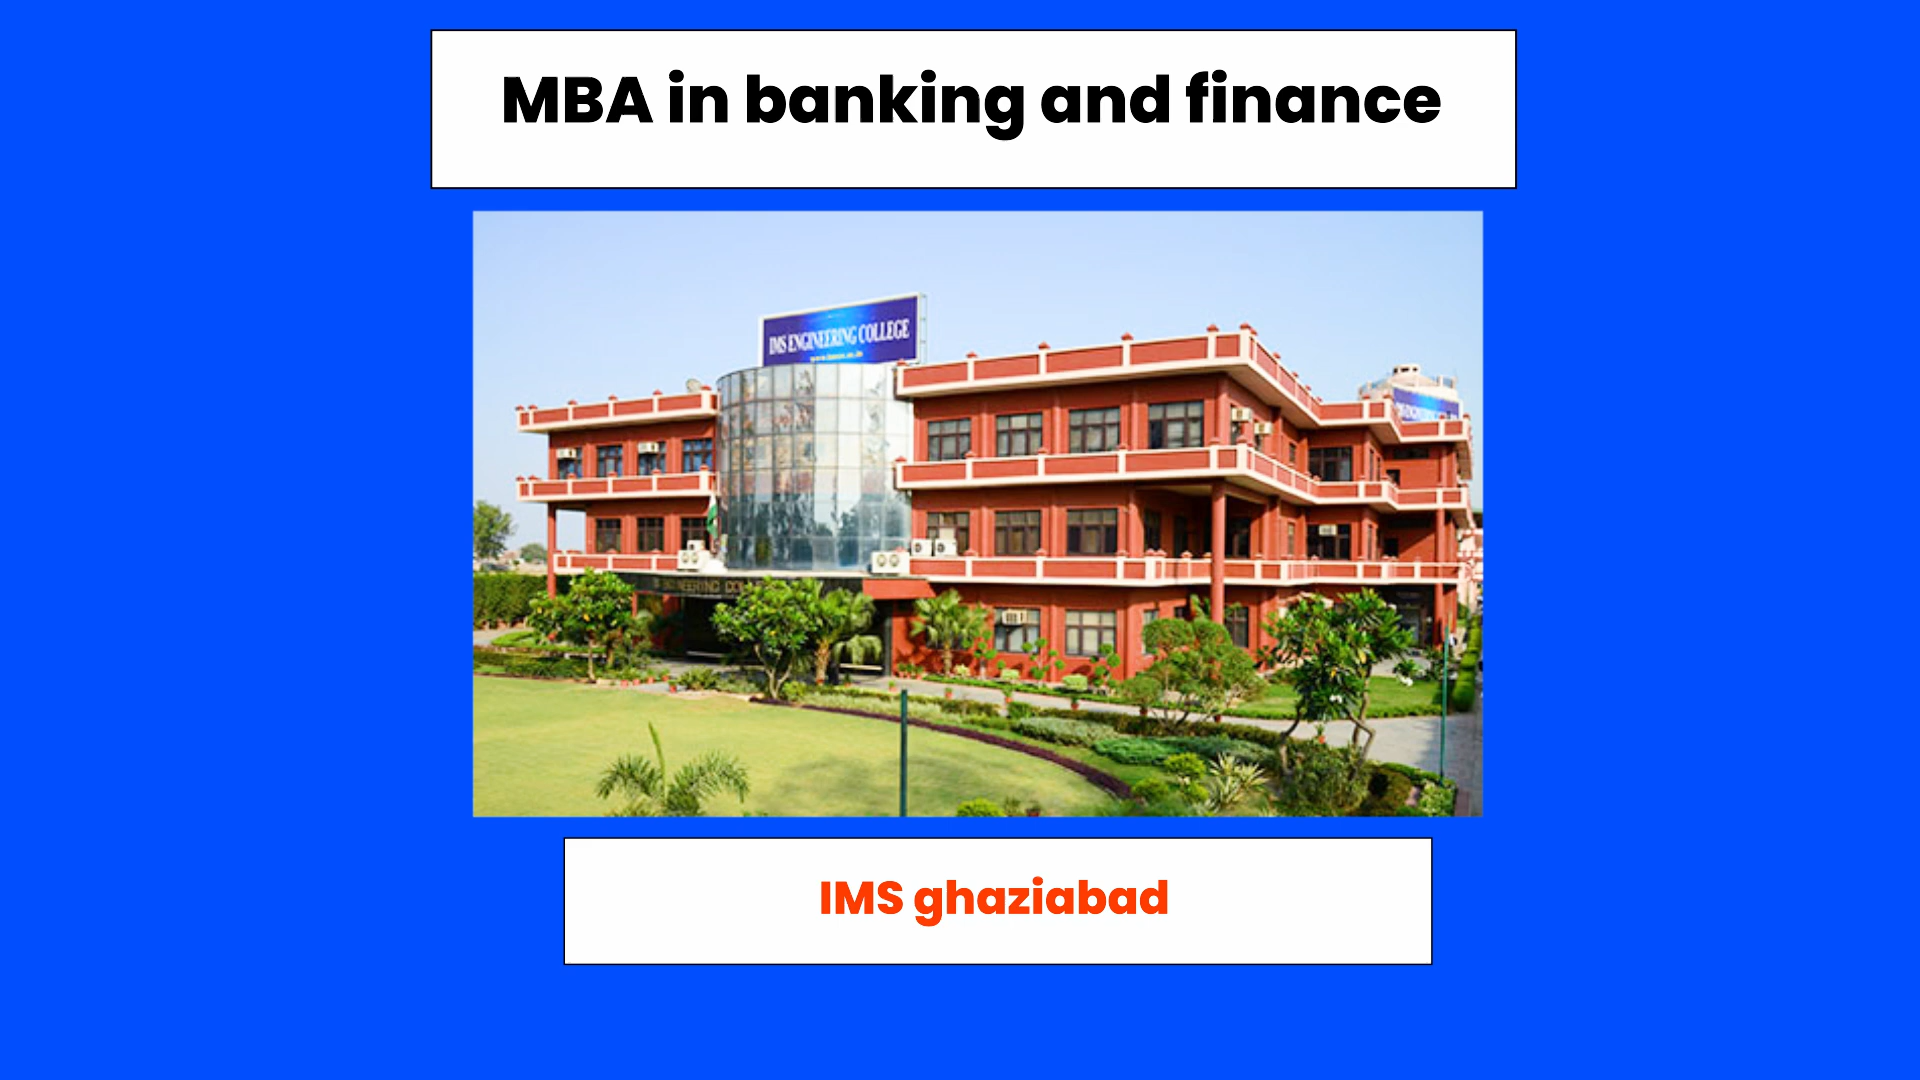 MBA in banking and finance
IMS ENGINEERING COLLEGE
IMS ghaziabad